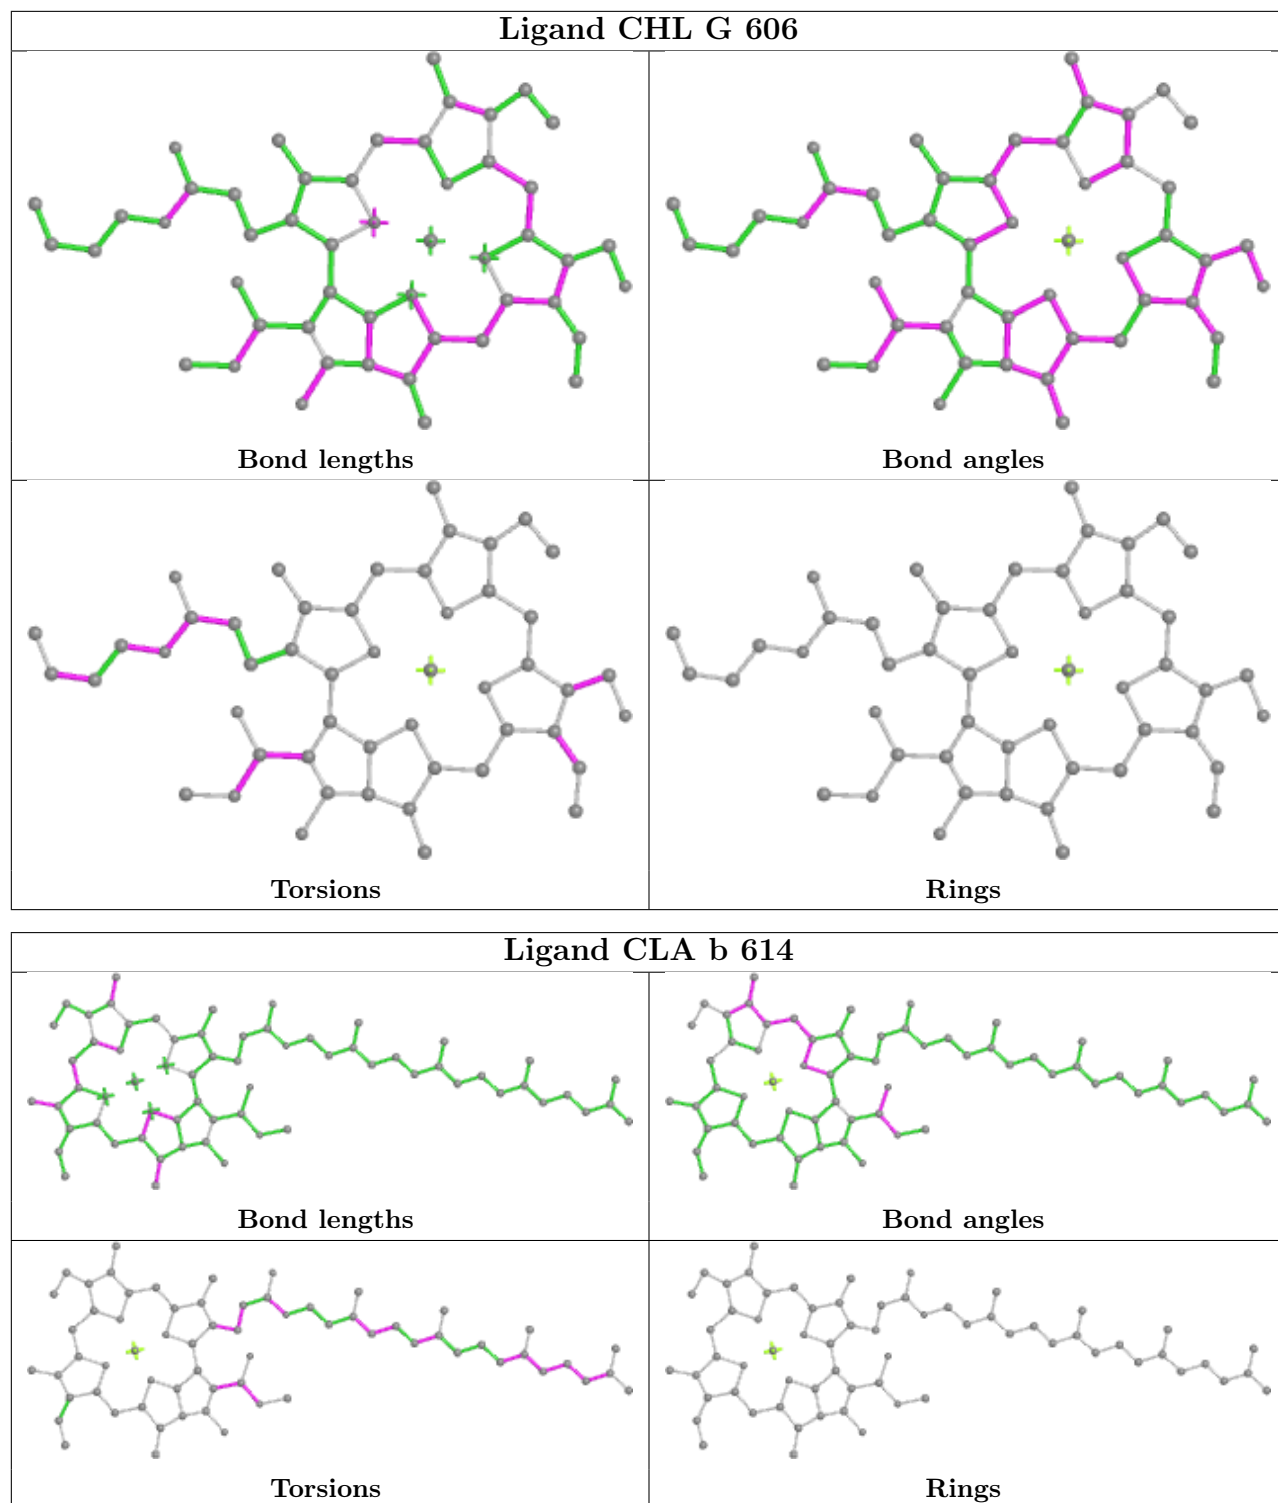 Ligand CHL G 606
Bond lengths
Bond angles
Torsions
Rings
Ligand CLA b 614
Bond lengths
Bond angles
Torsions
Rings